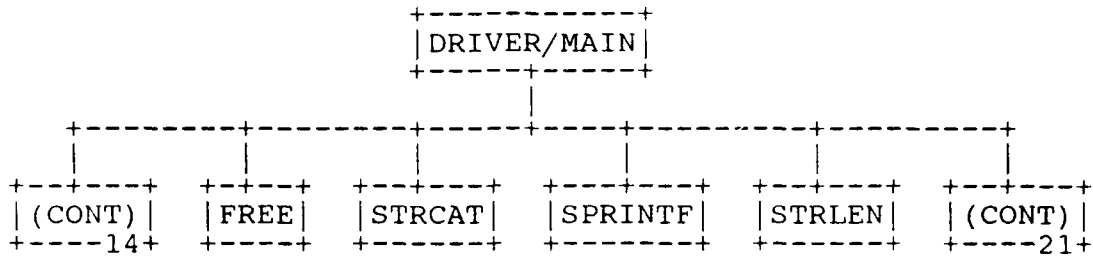 DRIVER/MAIN
(CONT) FREE STRCAT SPRINTF STRLEN (CONT)
14 21